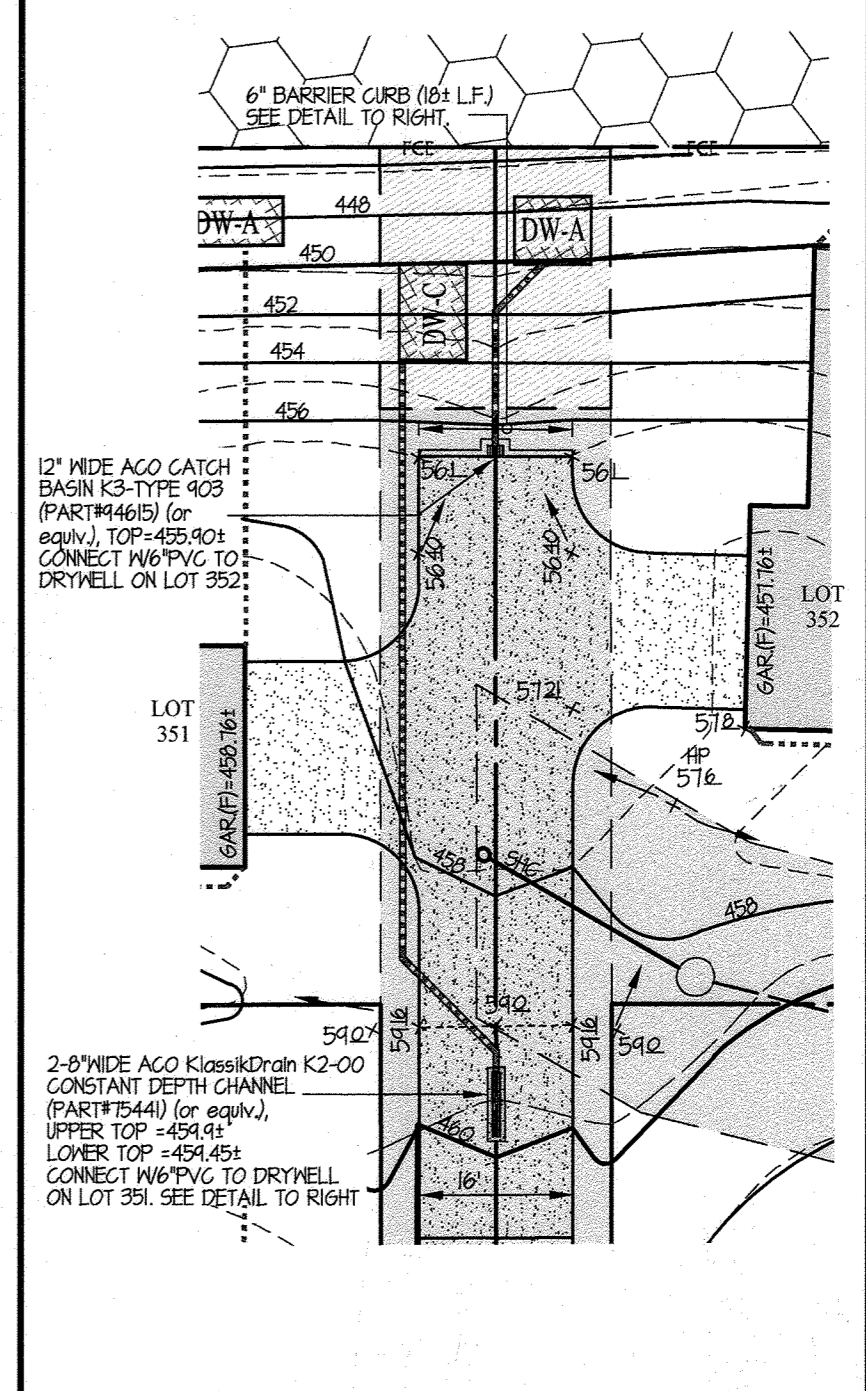 6" BARRIER CURB (18± L.F.)
SEE DETAIL TO RIGHT.
FCE
FCE
448
DW-A
DW-A
450
DW-C
452
454
456
12" WIDE ACO CATCH
BASIN K3-TYPE 903
(PART#94615) (or
equiv.), TOP=455.90±
CONNECT W/6"PVC TO
DRYWELL ON LOT 352
56.1
56.1
56.40
56.40
GAR.(F)=457.76±
LOT
352
57.21
57.8
HP
57.6
LOT
351
GAR.(F)=458.76±
458
SHC
458
59.0
59.0
59.16
59.16
59.0
2-8"WIDE ACO KlassikDrain K2-00
CONSTANT DEPTH CHANNEL
(PART#75441) (or equiv.),
UPPER TOP =459.9±
LOWER TOP =459.45±
CONNECT W/6"PVC TO DRYWELL
ON LOT 351. SEE DETAIL TO RIGHT
460
16'